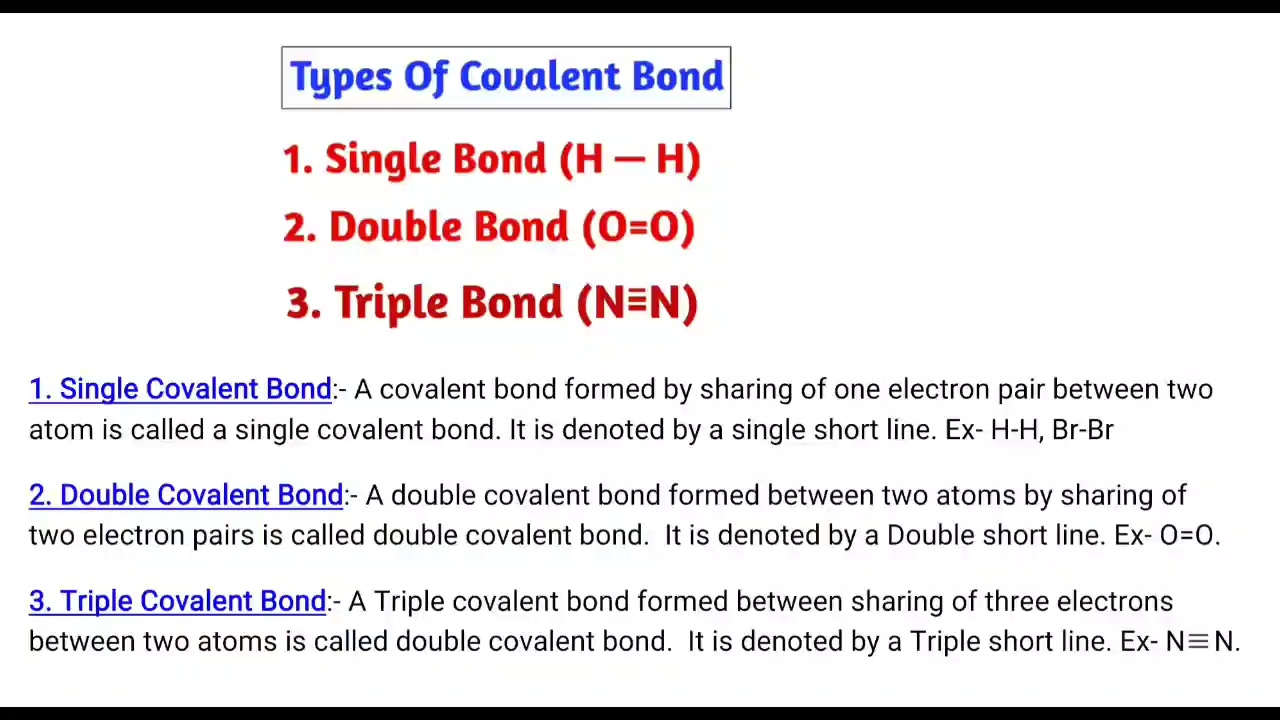 Types Of Covalent Bond
1. Single Bond (H — H)
2. Double Bond (O=O)
3. Triple Bond (N≡N)
1. Single Covalent Bond:- A covalent bond formed by sharing of one electron pair between two
atom is called a single covalent bond. It is denoted by a single short line. Ex- H-H, Br-Br
2. Double Covalent Bond:- A double covalent bond formed between two atoms by sharing of
two electron pairs is called double covalent bond.  It is denoted by a Double short line. Ex- O=O.
3. Triple Covalent Bond:- A Triple covalent bond formed between sharing of three electrons
between two atoms is called double covalent bond.  It is denoted by a Triple short line. Ex- N≡N.